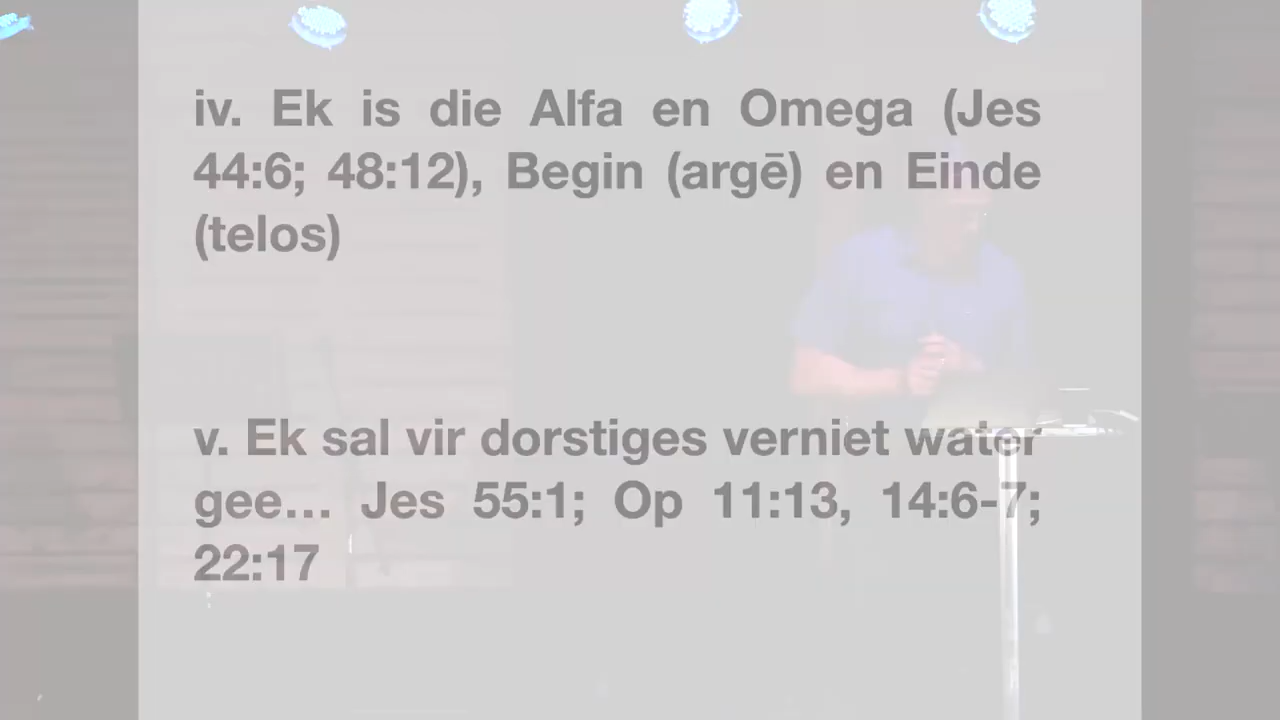 iv. Ek is die Alfa en Omega (Jes
44:6; 48:12), Begin (argē) en Einde
(telos)
v. Ek sal vir dorstiges verniet water
gee... Jes 55:1; Op 11:13, 14:6-7;
22:17